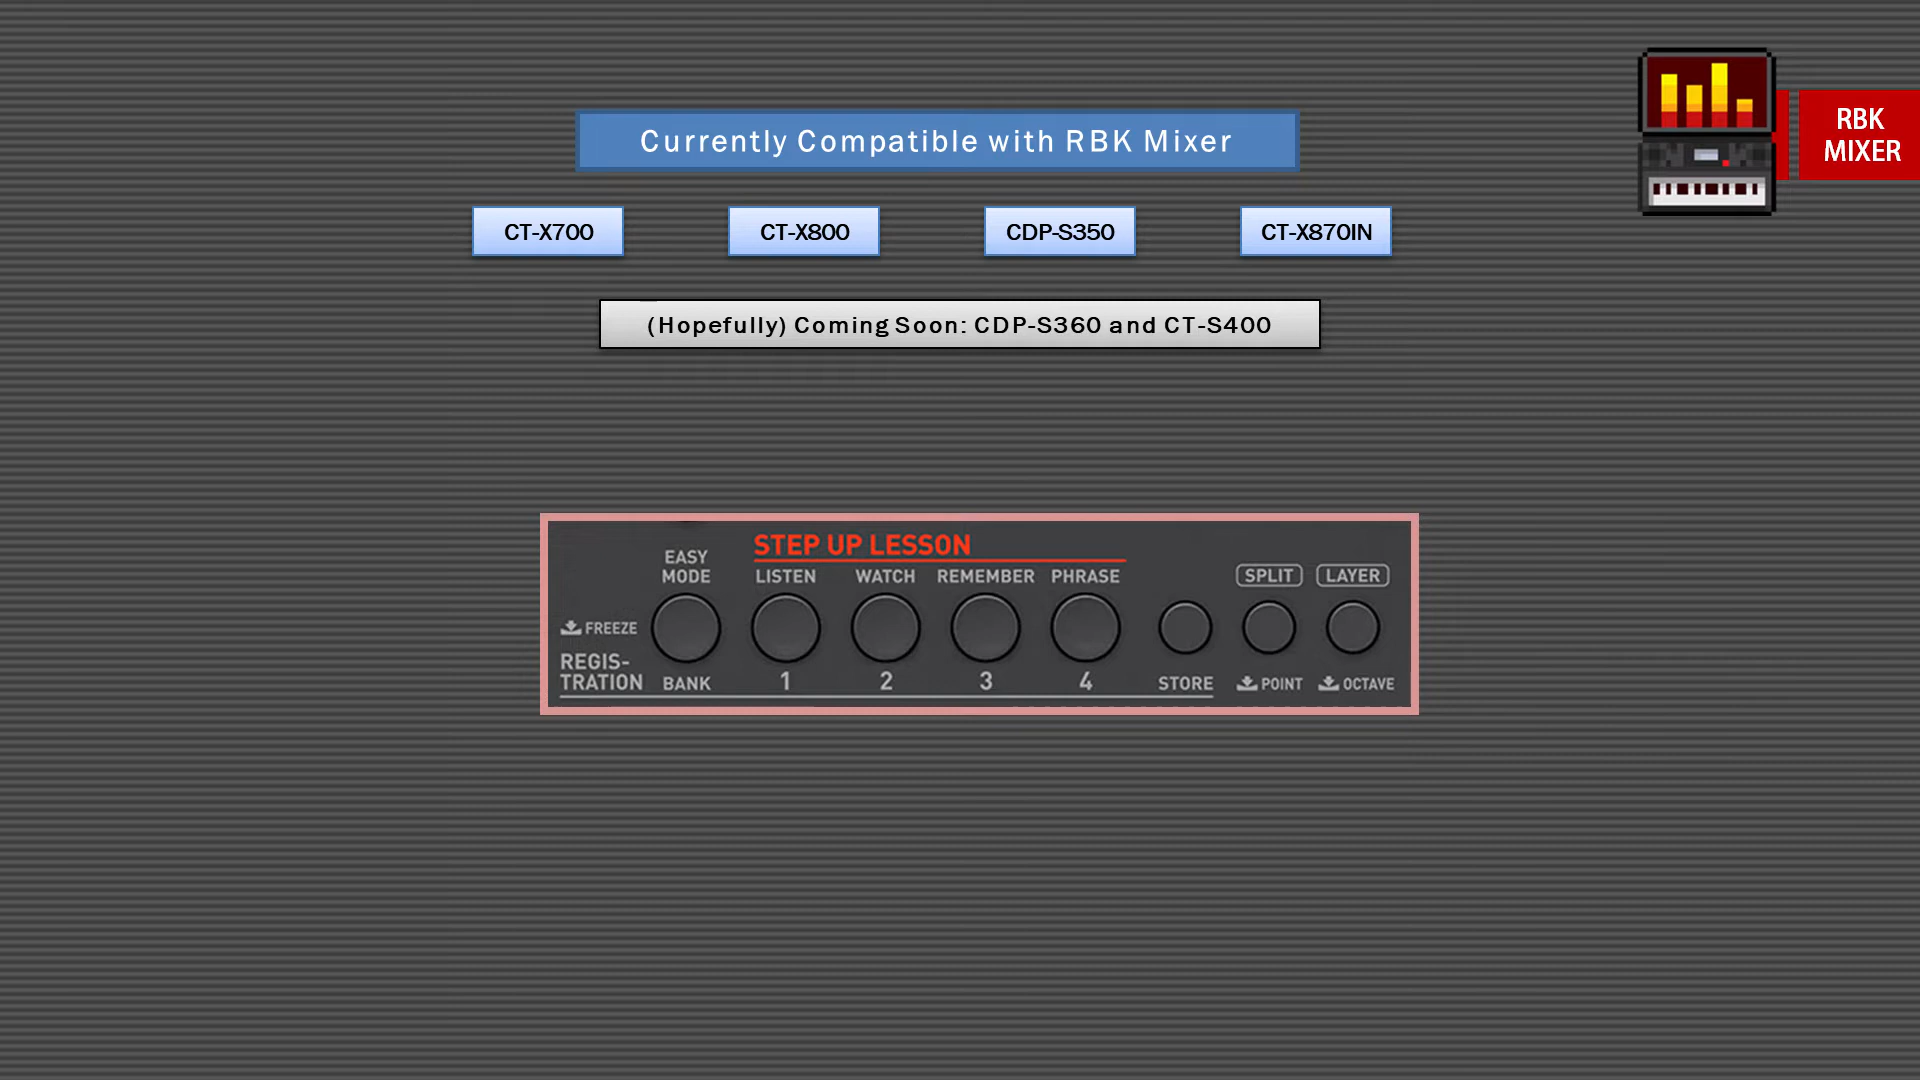 Currently Compatible with RBK Mixer
RBK
MIXER
CT-X700
CT-X800
CDP-S350
CT-X870IN
(Hopefully) Coming Soon: CDP-S360 and CT-S400
STEP UP LESSON
EASY
MODE
LISTEN
WATCH
REMEMBER
PHRASE
SPLIT
LAYER
FREEZE
REGIS-
TRATION
BANK
1
2
3
4
STORE
POINT
OCTAVE